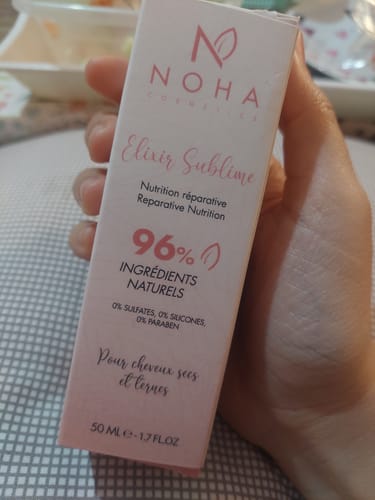 NOHA
COSMETICS
Elixir Sublime
Nutrition réparative
Reparative Nutrition
96%
INGRÉDIENTS
NATURELS
0% SULFATES, 0% SILICONES,
0% PARABEN
Pour cheveux secs
et ternes
50 ML e - 1.7 FL.OZ